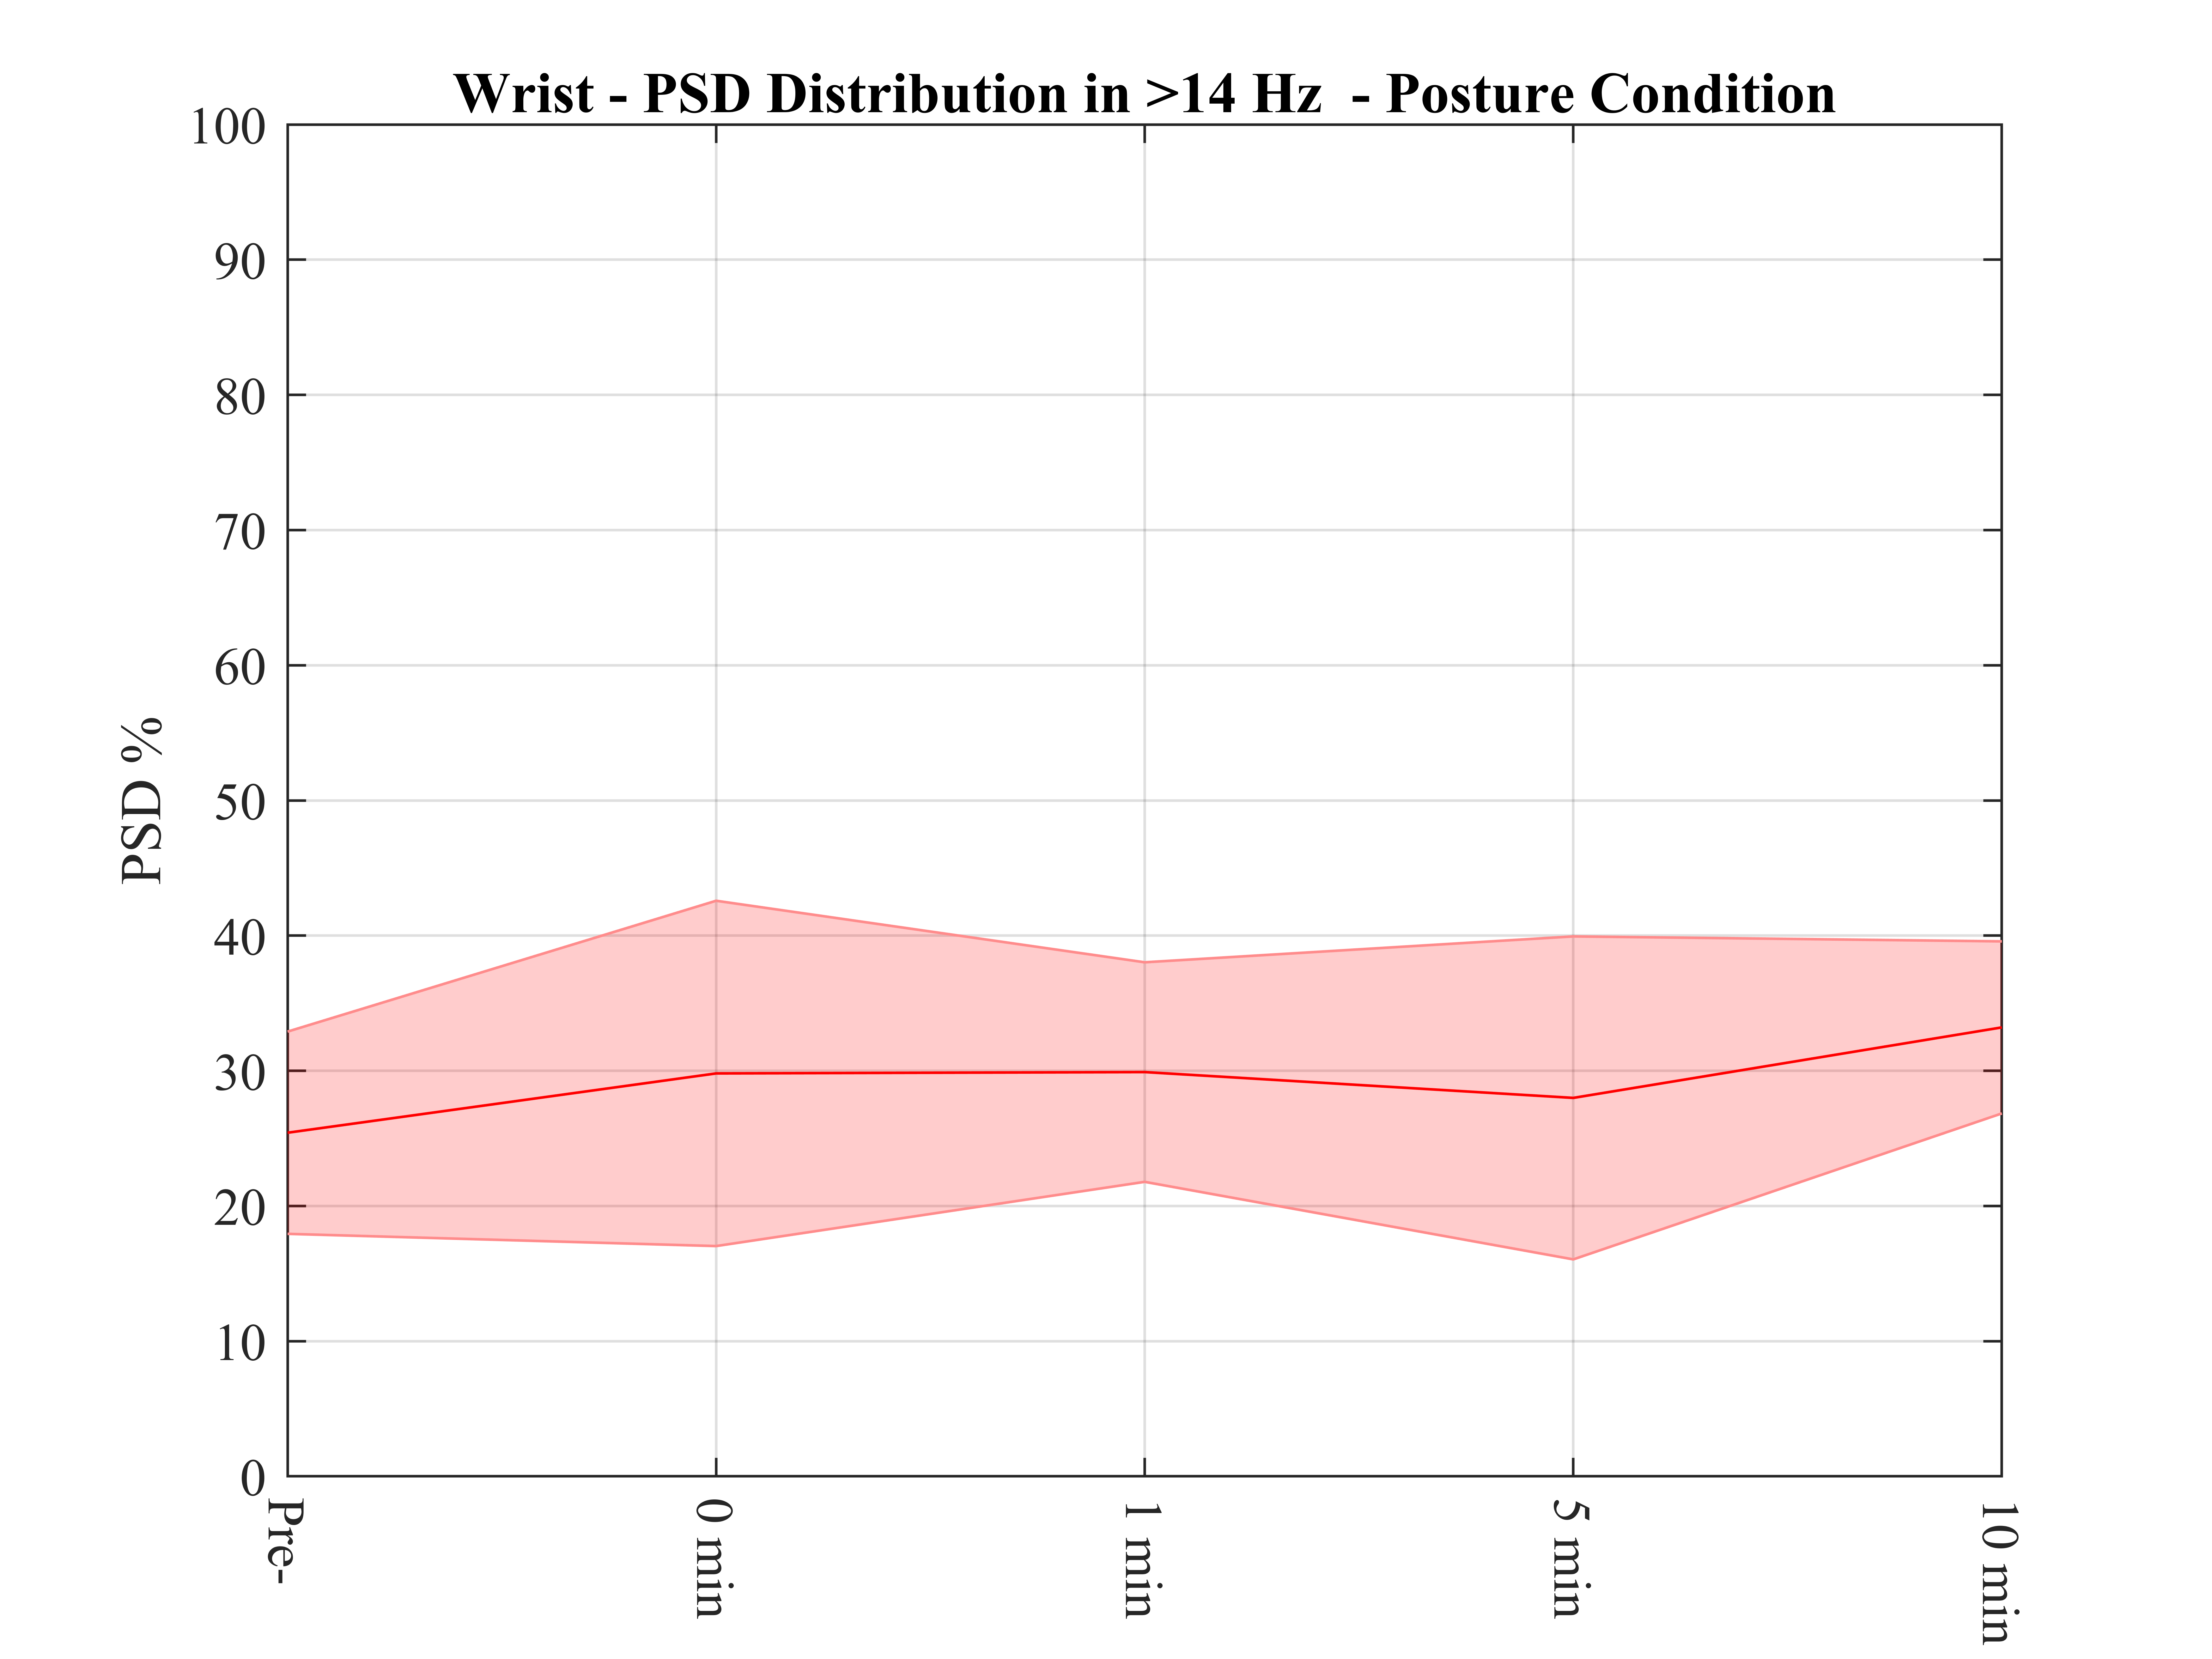 Wrist - PSD Distribution in >14 Hz - Posture Condition
100
90
80
70
60
50
40
30
20
10
0
PSD %
Pre-
0 min
1 min
5 min
10 min